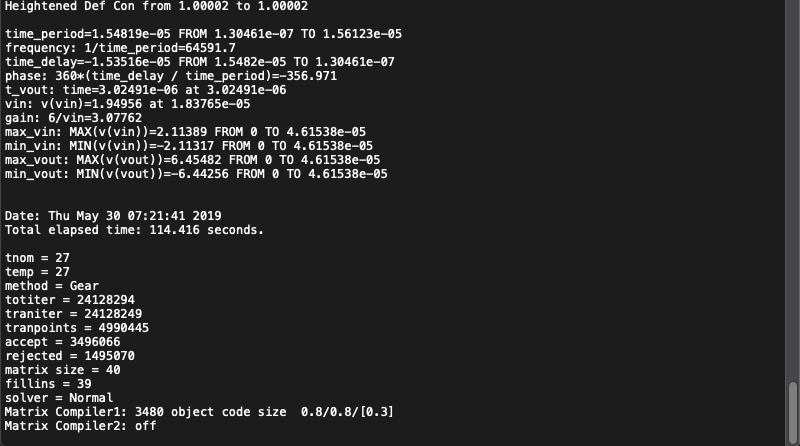 Heightened Def Con from 1.00002 to 1.00002
time_period=1.54819e-05 FROM 1.30461e-07 TO 1.56123e-05
frequency: 1/time_period=64591.7
time_delay=-1.53516e-05 FROM 1.5482e-05 TO 1.30461e-07
phase: 360*(time_delay / time_period)=-356.971
t_vout: time=3.02491e-06 at 3.02491e-06
vin: v(vin)=1.94956 at 1.83765e-05
gain: 6/vin=3.07762
max_vin: MAX(v(vin))=2.11389 FROM 0 TO 4.61538e-05
min_vin: MIN(v(vin))=-2.11317 FROM 0 TO 4.61538e-05
max_vout: MAX(v(vout))=6.45482 FROM 0 TO 4.61538e-05
min_vout: MIN(v(vout))=-6.44256 FROM 0 TO 4.61538e-05
Date: Thu May 30 07:21:41 2019
Total elapsed time: 114.416 seconds.
tnom = 27
temp = 27
method = Gear
totiter = 24128294
traniter = 24128249
tranpoints = 4990445
accept = 3496066
rejected = 1495070
matrix size = 40
fillins = 39
solver = Normal
Matrix Compiler1: 3480 object code size  0.8/0.8/[0.3]
Matrix Compiler2: off